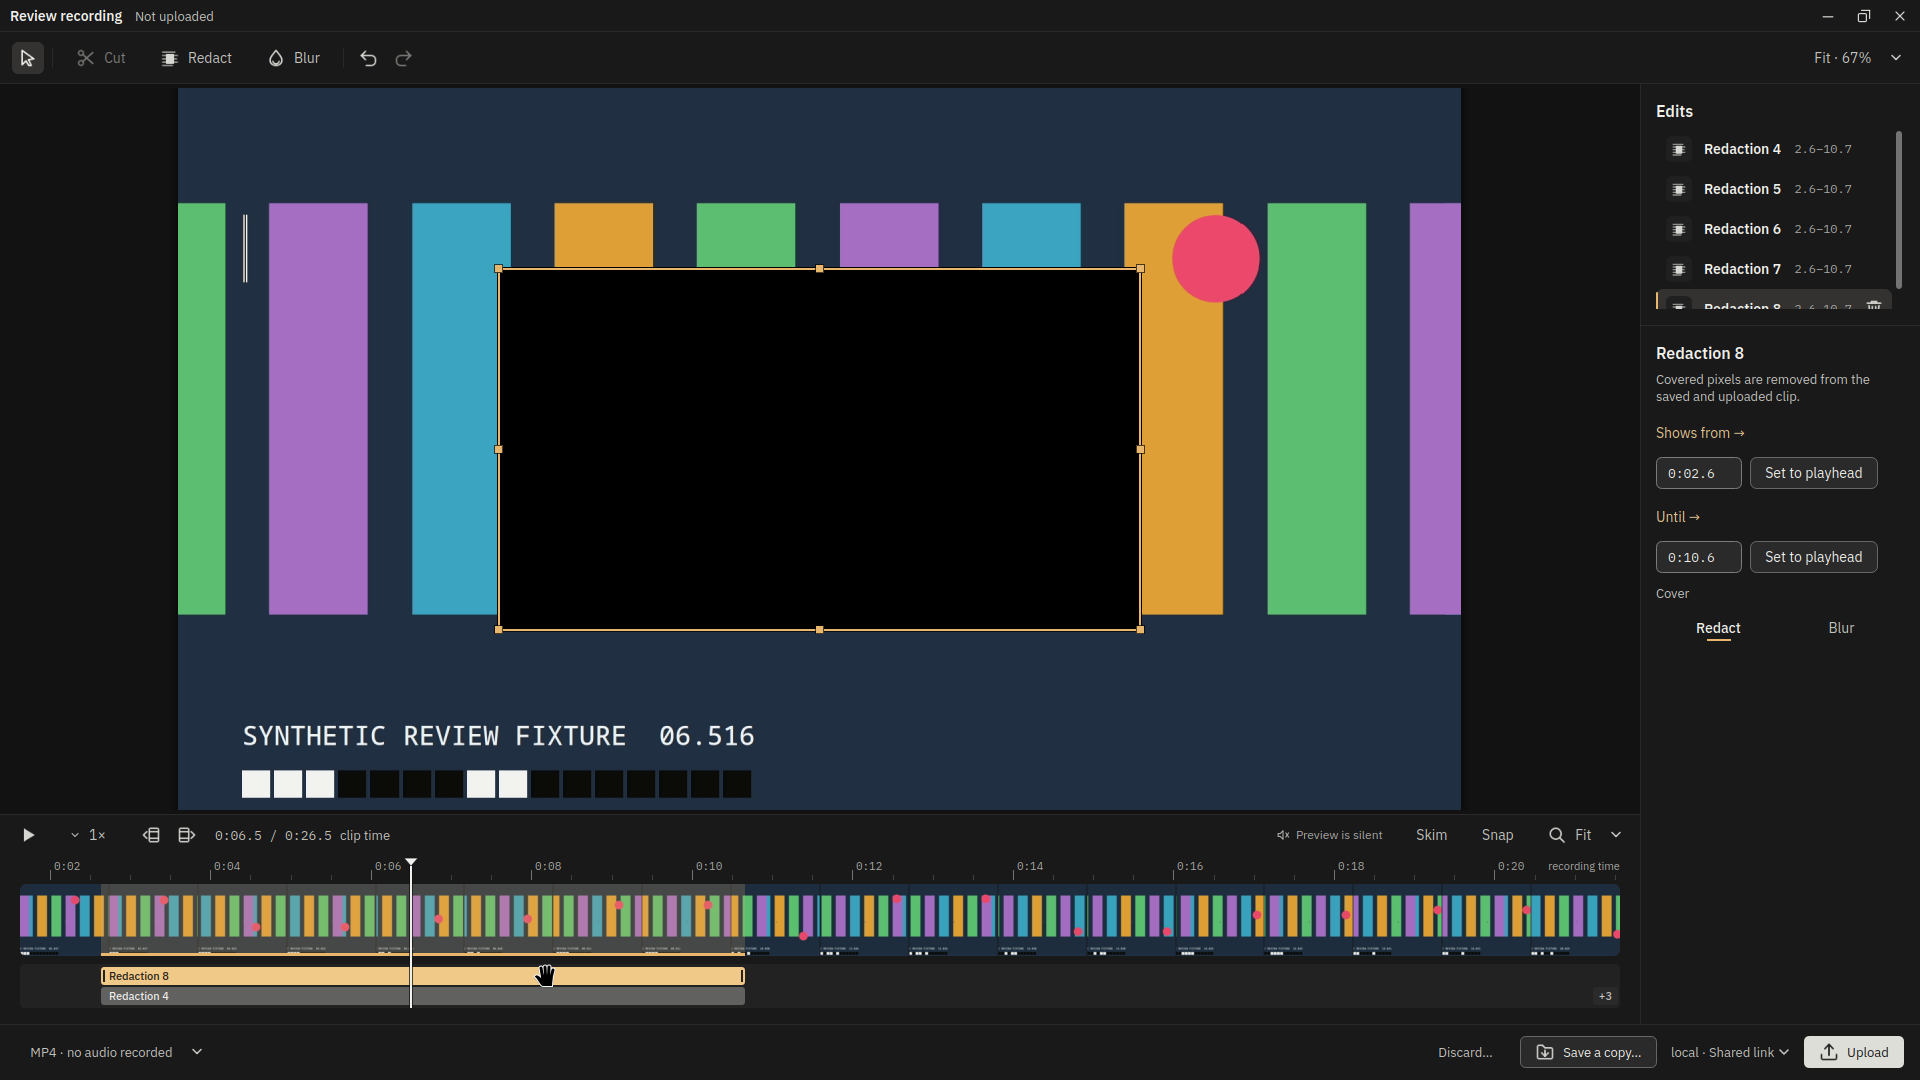 Review recording Not uploaded
Cut Redact Blur Fit · 67%
Edits
Redaction 4 2.6–10.7
Redaction 5 2.6–10.7
Redaction 6 2.6–10.7
Redaction 7 2.6–10.7
Redaction 8 2.6–10.7
Redaction 8
Covered pixels are removed from the
saved and uploaded clip.
Shows from →
0:02.6 Set to playhead
Until →
0:10.6 Set to playhead
Cover
Redact Blur
SYNTHETIC REVIEW FIXTURE 06.516
1× 0:06.5 / 0:26.5 clip time Preview is silent Skim Snap Fit
0:02 0:04 0:06 0:08 0:10 0:12 0:14 0:16 0:18 0:20 recording time
Redaction 8
Redaction 4 +3
MP4 · no audio recorded Discard... Save a copy... local · Shared link Upload